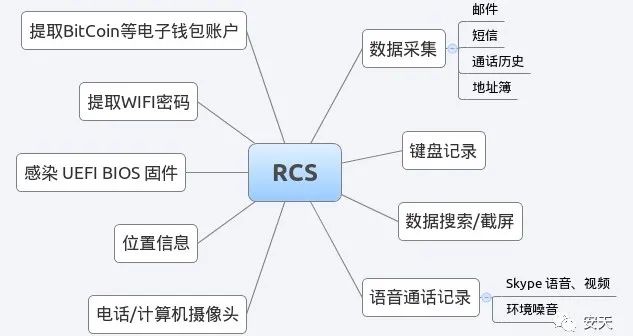 提取BitCoin等电子钱包账户
提取WIFI密码
感染 UEFI BIOS 固件
位置信息
电话/计算机摄像头
RCS
数据采集
邮件
短信
通话历史
地址簿
键盘记录
数据搜索/截屏
语音通话记录
Skype 语音、视频
环境噪音
安天